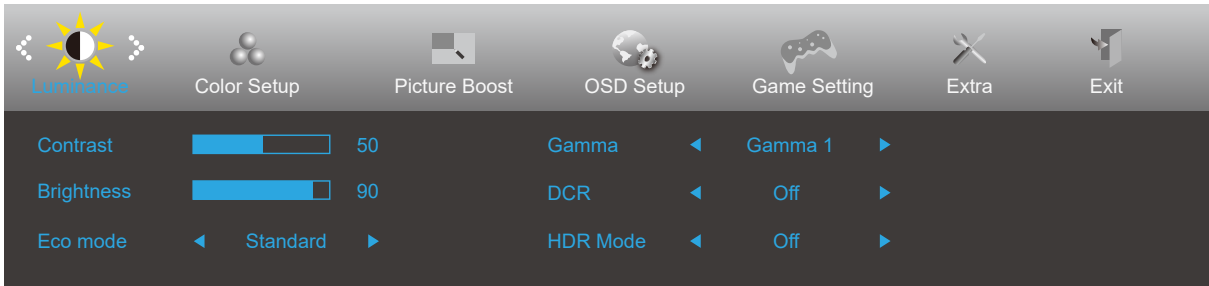 Luminance Color Setup Picture Boost OSD Setup Game Setting Extra Exit
Contrast 50 Gamma Gamma 1
Brightness 90 DCR Off
Eco mode Standard HDR Mode Off